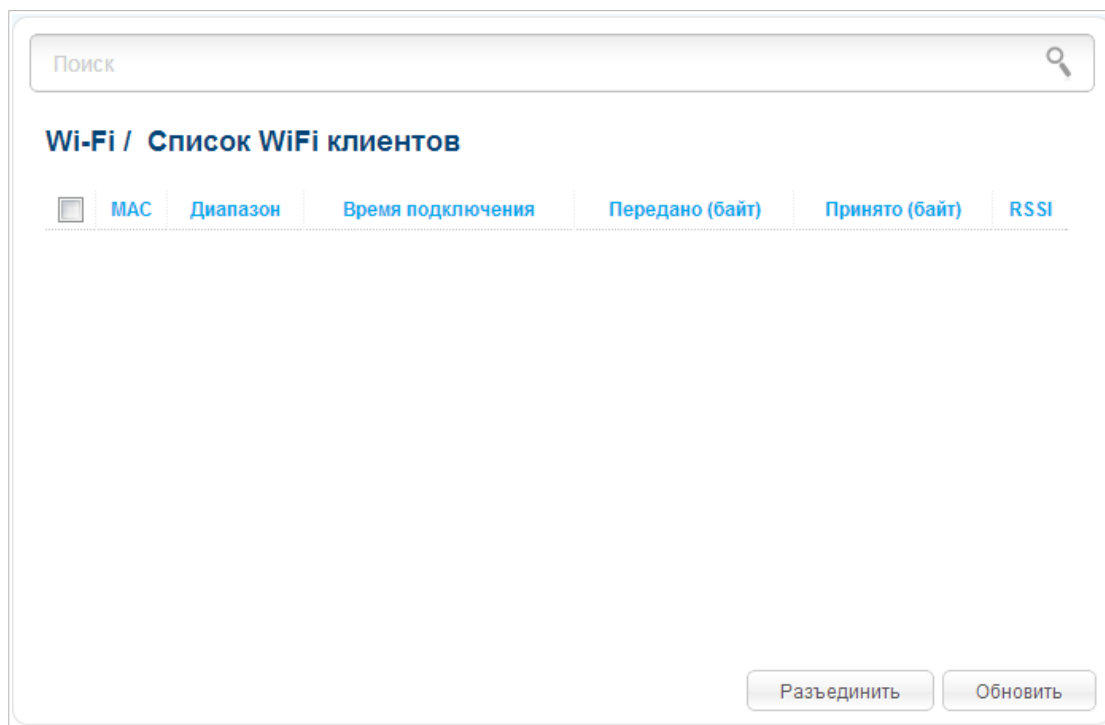 Поиск
Wi-Fi / Список WiFi клиентов
MAC Диапазон Время подключения Передано (байт) Принято (байт) RSSI
Разъединить Обновить